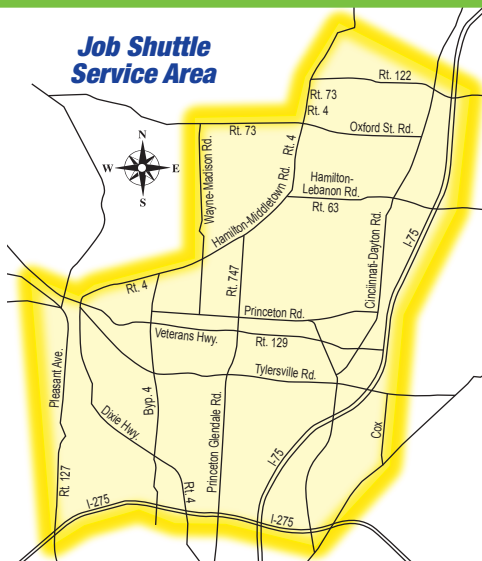 Job Shuttle
Service Area
Rt. 122
Rt. 73
Rt. 4
Oxford St. Rd.
Rt. 73
Rt. 4
N
W
E
S
Wayne-Madison Rd.
Hamilton-Middletown Rd.
Hamilton-
Lebanon Rd.
Rt. 63
Cinciinnati-Dayton Rd.
I-75
Rt. 747
Rt. 4
Princeton Rd.
Veterans Hwy.
Rt. 129
Tylersville Rd.
Pleasant Ave.
Byp. 4
Dixie Hwy.
Princeton Glendale Rd.
Cox
I-75
Rt. 127
Rt. 4
I-275
I-275